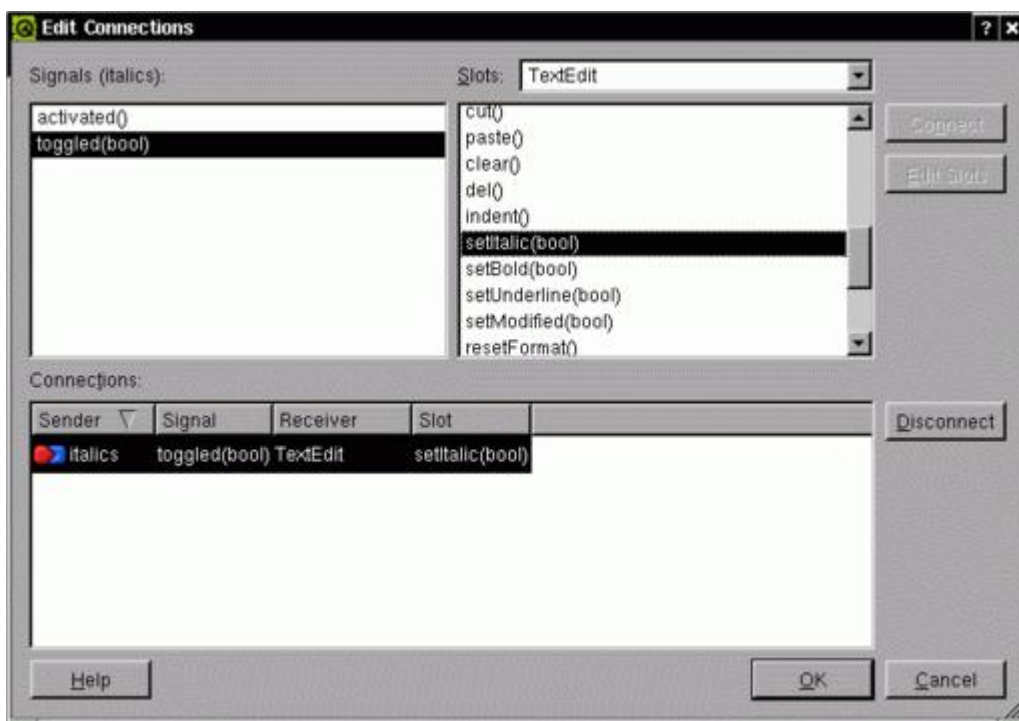 Edit Connections
Signals (italics):
Slots: TextEdit
activated()
toggled(bool)
cut()
paste()
clear()
del()
indent()
setItalic(bool)
setBold(bool)
setUnderline(bool)
setModified(bool)
resetFormat()
Connect
Edit Slots
Connections:
Sender Signal Receiver Slot
italics toggled(bool) TextEdit setItalic(bool)
Disconnect
Help OK Cancel